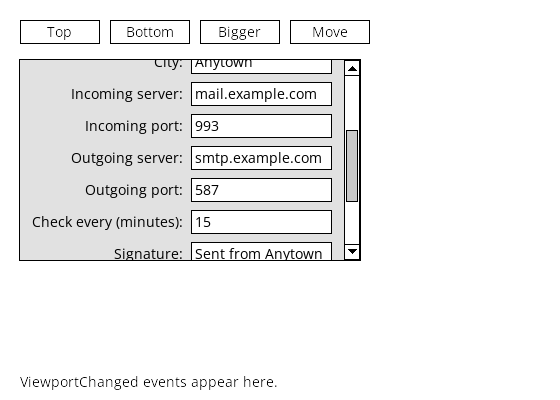 Top Bottom Bigger Move
City: Anytown
Incoming server: mail.example.com
Incoming port: 993
Outgoing server: smtp.example.com
Outgoing port: 587
Check every (minutes): 15
Signature: Sent from Anytown
ViewportChanged events appear here.